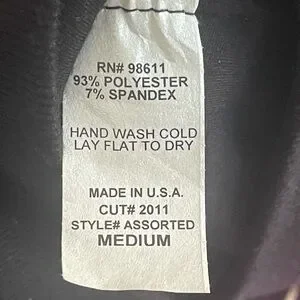 RN# 98611
93% POLYESTER
7% SPANDEX
HAND WASH COLD
LAY FLAT TO DRY
MADE IN U.S.A.
CUT# 2011
STYLE# ASSORTED
MEDIUM